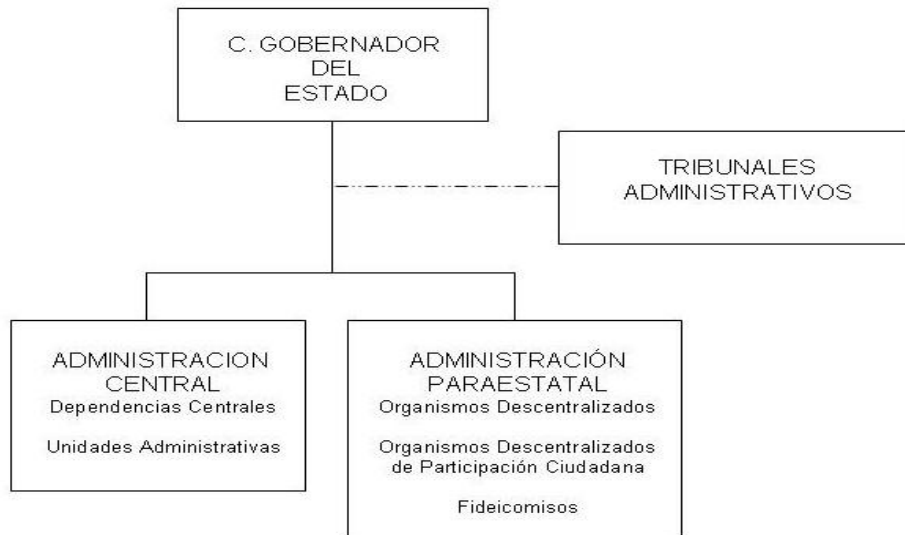 C. GOBERNADOR
DEL
ESTADO
TRIBUNALES
ADMINISTRATIVOS
ADMINISTRACION
CENTRAL
Dependencias Centrales
Unidades Administrativas
ADMINISTRACIÓN
PARAESTATAL
Organismos Descentralizados
Organismos Descentralizados
de Participación Ciudadana
Fideicomisos